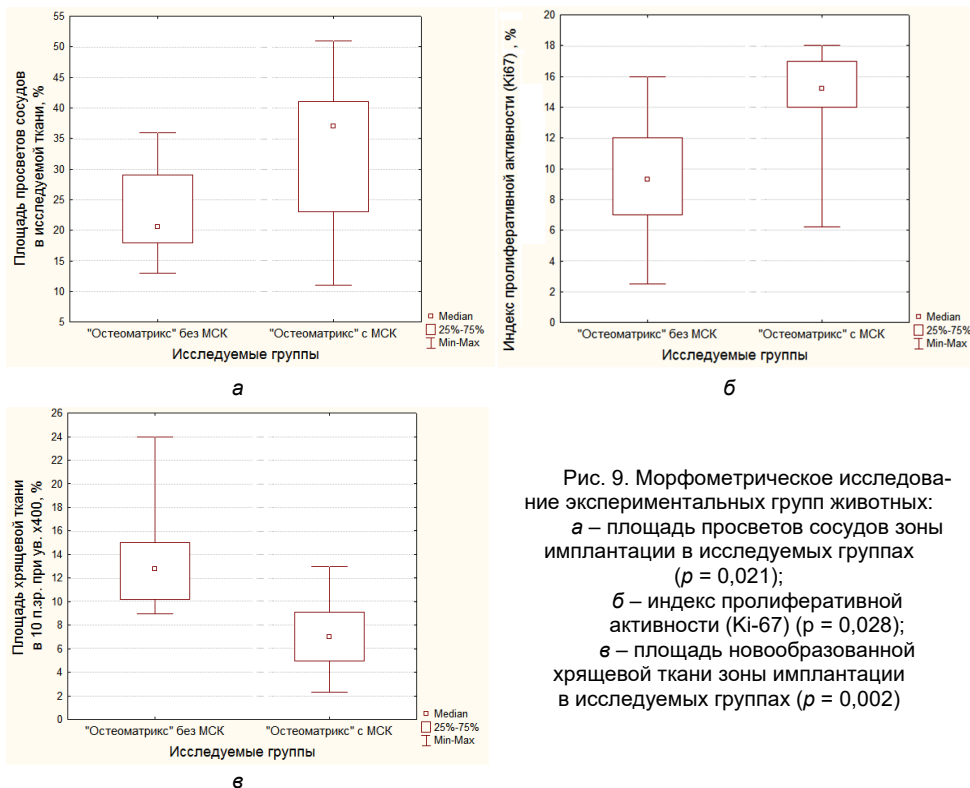 Площадь просветов сосудов
в исследуемой ткани, %
55
50
45
40
35
30
25
20
15
10
5
"Остеоматрикс" без МСК
"Остеоматрикс" с МСК
Исследуемые группы
Median
25%-75%
Min-Max
а
Индекс пролиферативной активности (Ki67) , %
20
18
16
14
12
10
8
6
4
2
0
"Остеоматрикс" без МСК
"Остеоматрикс" с МСК
Исследуемые группы
Median
25%-75%
Min-Max
б
Площадь хрящевой ткани
в 10 п.зр. при ув. х400, %
26
24
22
20
18
16
14
12
10
8
6
4
2
0
"Остеоматрикс" без МСК
"Остеоматрикс" с МСК
Исследуемые группы
Median
25%-75%
Min-Max
в
Рис. 9. Морфометрическое исследова-
ние экспериментальных групп животных:
а – площадь просветов сосудов зоны
имплантации в исследуемых группах
(p = 0,021);
б – индекс пролиферативной
активности (Ki-67) (p = 0,028);
в – площадь новообразованной
хрящевой ткани зоны имплантации
в исследуемых группах (p = 0,002)